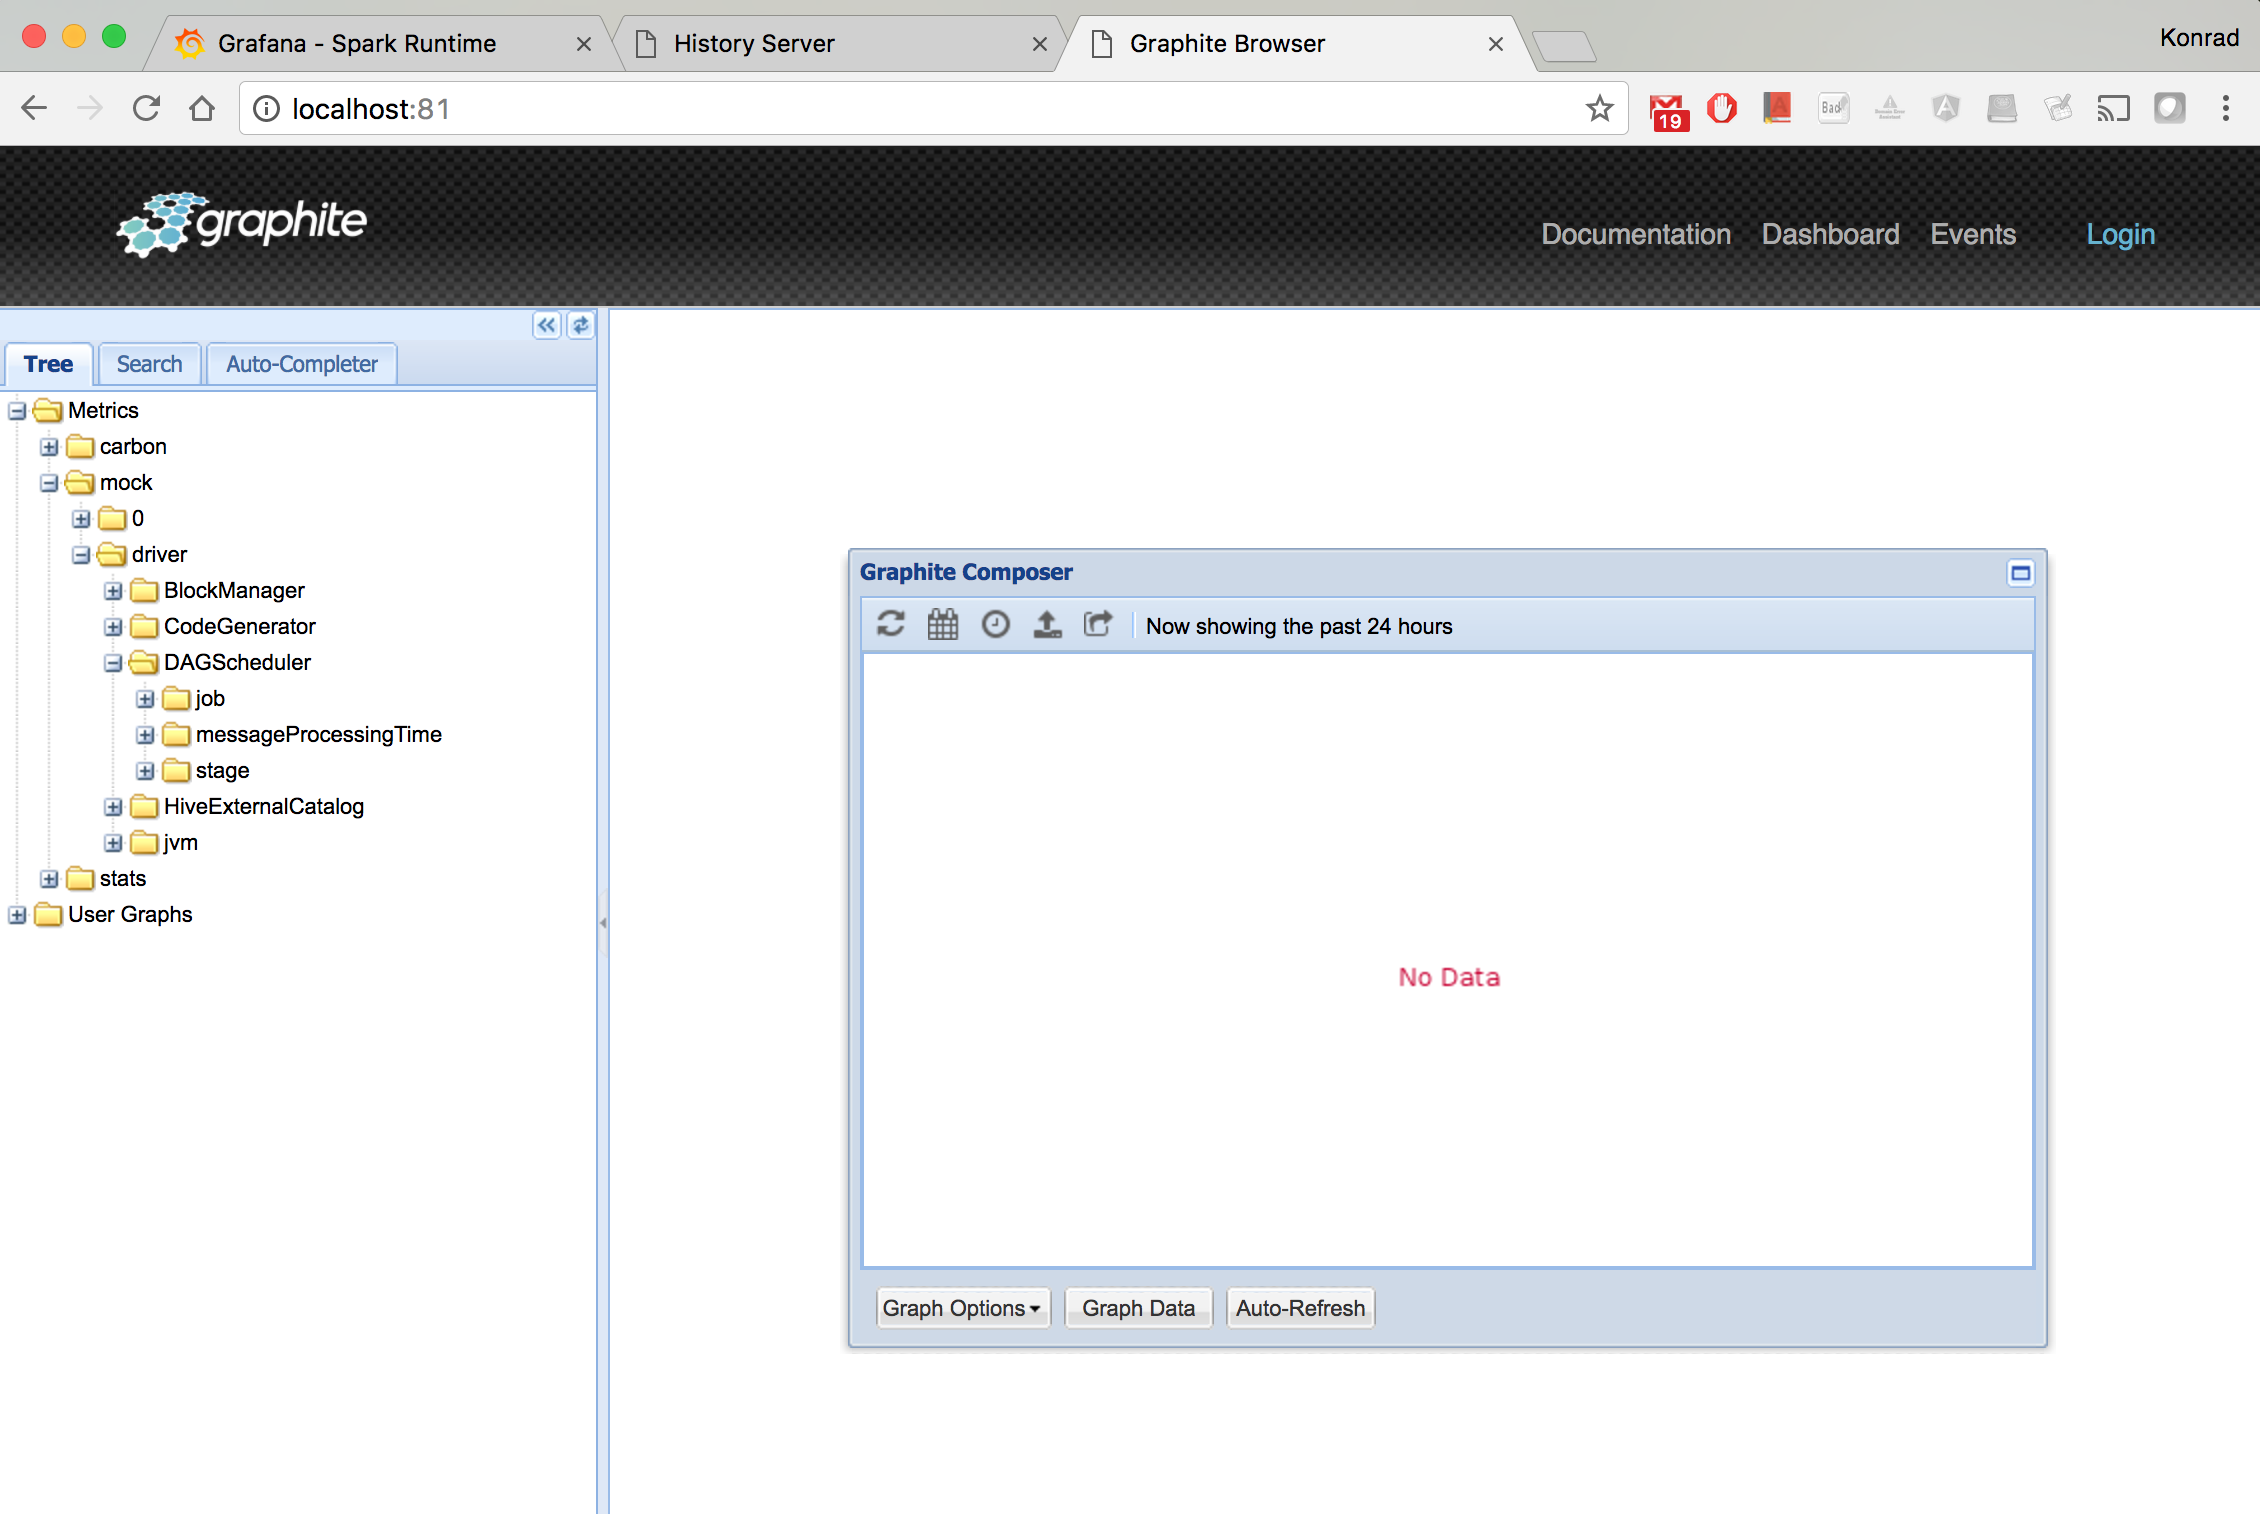 Grafana - Spark Runtime
History Server
Graphite Browser
Konrad
localhost:81
19
Bad
graphite
Documentation Dashboard Events Login
Tree Search Auto-Completer
Metrics
carbon
mock
0
driver
BlockManager
CodeGenerator
DAGScheduler
job
messageProcessingTime
stage
HiveExternalCatalog
jvm
stats
User Graphs
Graphite Composer
Now showing the past 24 hours
No Data
Graph Options Graph Data Auto-Refresh